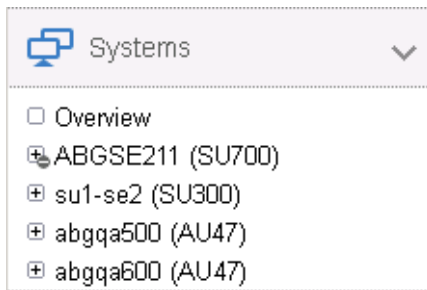 Systems
Overview
ABGSE211 (SU700)
su1-se2 (SU300)
abgqa500 (AU47)
abgqa600 (AU47)